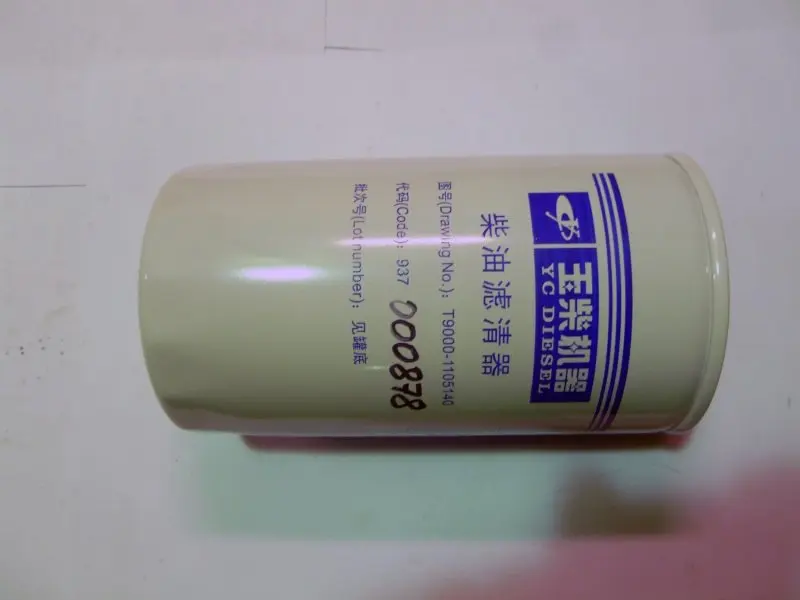 玉柴机器
YC DIESEL
柴油滤清器
图号(Drawing No.): T9000-1105140
代码(Code): 937
000878
批次号(Lot number): 见罐底